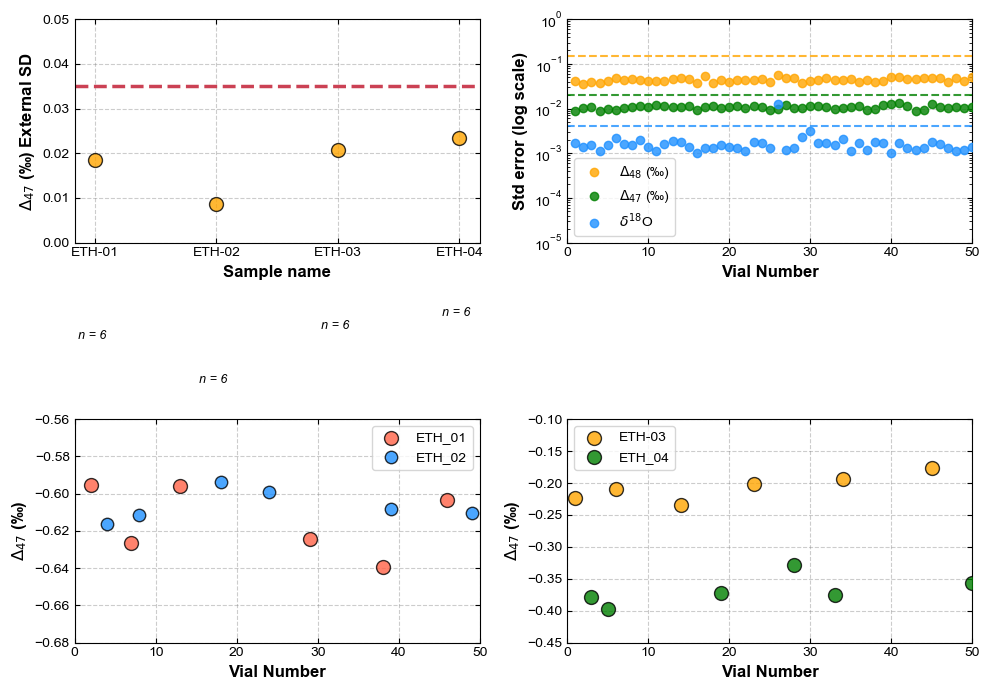 0.05
0.04
0.03
0.02
0.01
0.00
Δ47 (‰) External SD
ETH-01
ETH-02
ETH-03
ETH-04
Sample name
n = 6
n = 6
n = 6
n = 6
10⁰
10⁻¹
10⁻²
10⁻³
10⁻⁴
10⁻⁵
Std error (log scale)
Δ48 (‰)
Δ47 (‰)
δ18O
0
10
20
30
40
50
Vial Number
−0.56
−0.58
−0.60
−0.62
−0.64
−0.66
−0.68
Δ47 (‰)
ETH_01
ETH_02
0
10
20
30
40
50
Vial Number
−0.10
−0.15
−0.20
−0.25
−0.30
−0.35
−0.40
−0.45
Δ47 (‰)
ETH-03
ETH_04
0
10
20
30
40
50
Vial Number